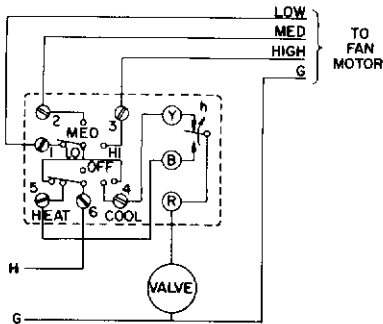 LOW
MED
HIGH
G
TO
FAN
MOTOR
2
3
MED
Y
h
1
LO
HI
OFF
B
5
4
HEAT
6
COOL
R
H
VALVE
G